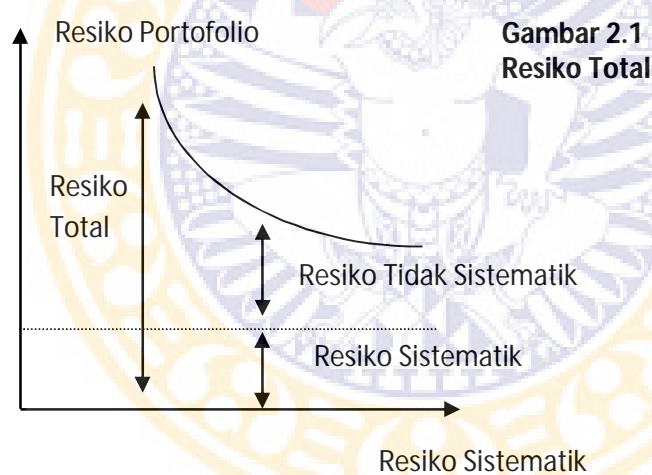 Resiko Portofolio
Gambar 2.1
Resiko Total
Resiko
Total
Resiko Tidak Sistematik
Resiko Sistematik
Resiko Sistematik